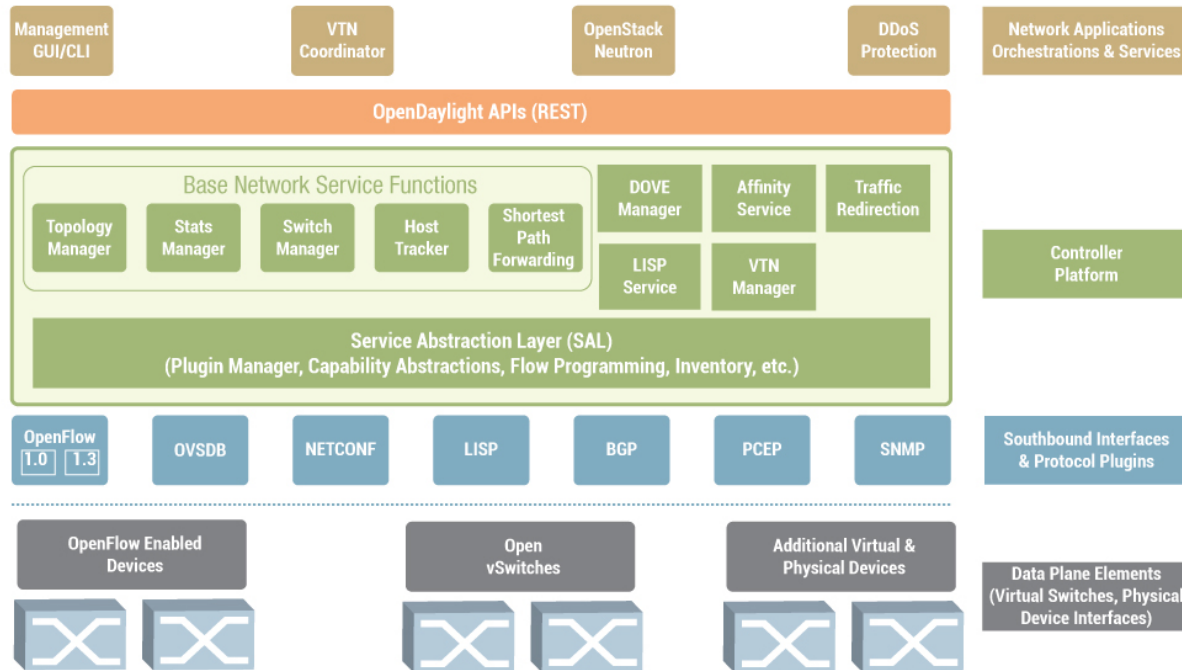 Management
GUI/CLI
VTN
Coordinator
OpenStack
Neutron
DDoS
Protection
Network Applications
Orchestrations & Services
OpenDaylight APIs (REST)
Base Network Service Functions
Topology
Manager
Stats
Manager
Switch
Manager
Host
Tracker
Shortest
Path
Forwarding
DOVE
Manager
Affinity
Service
Traffic
Redirection
LISP
Service
VTN
Manager
Controller
Platform
Service Abstraction Layer (SAL)
(Plugin Manager, Capability Abstractions, Flow Programming, Inventory, etc.)
OpenFlow
1.0 1.3
OVSDB
NETCONF
LISP
BGP
PCEP
SNMP
Southbound Interfaces
& Protocol Plugins
OpenFlow Enabled
Devices
Open
vSwitches
Additional Virtual &
Physical Devices
Data Plane Elements
(Virtual Switches, Physical
Device Interfaces)